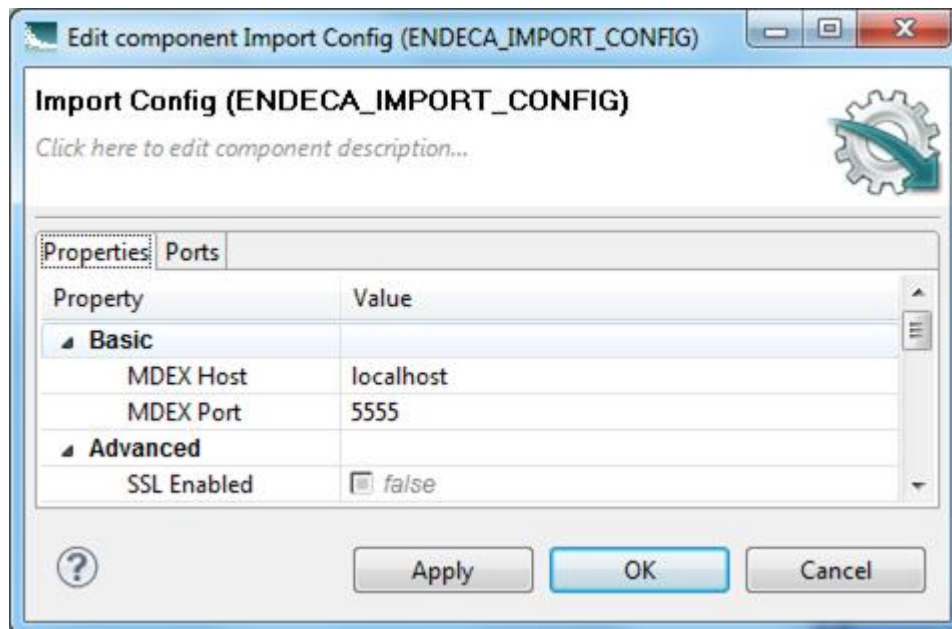 Edit component Import Config (ENDECA_IMPORT_CONFIG)
Import Config (ENDECA_IMPORT_CONFIG)
Click here to edit component description...
Properties Ports
Property Value
Basic
MDEX Host localhost
MDEX Port 5555
Advanced
SSL Enabled false
? Apply OK Cancel